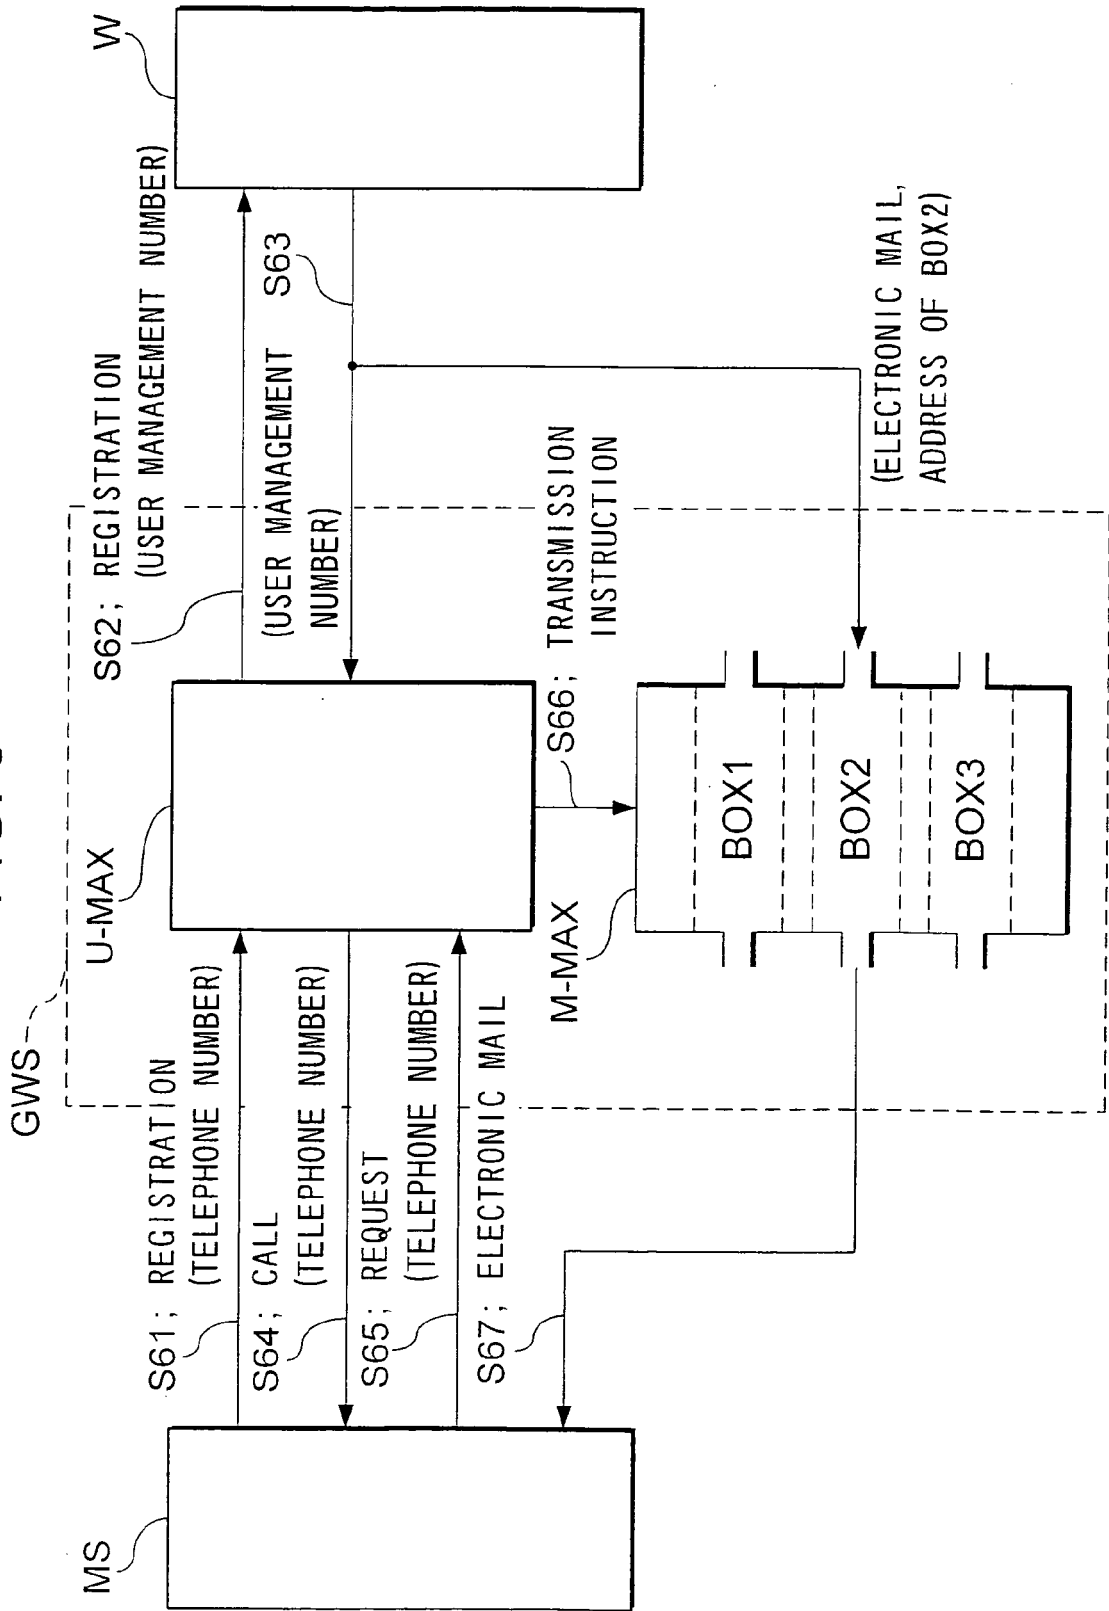 GWS
MS
U-MAX
W
S61; REGISTRATION
(TELEPHONE NUMBER)
S64; CALL
(TELEPHONE NUMBER)
S65; REQUEST
(TELEPHONE NUMBER)
S67; ELECTRONIC MAIL
S62; REGISTRATION
(USER MANAGEMENT NUMBER)
(USER MANAGEMENT
NUMBER)
S63
S66; TRANSMISSION
INSTRUCTION
(ELECTRONIC MAIL,
ADDRESS OF BOX2)
M-MAX
BOX1
BOX2
BOX3